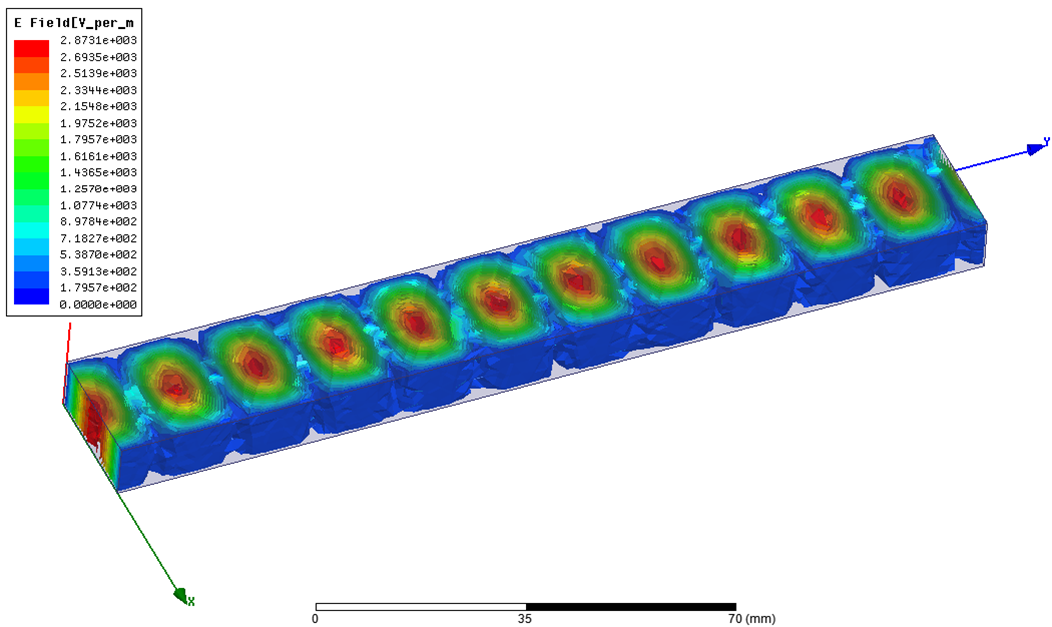 E Field[V_per_m
2.8731e+003
2.6935e+003
2.5139e+003
2.3344e+003
2.1548e+003
1.9752e+003
1.7957e+003
1.6161e+003
1.4365e+003
1.2570e+003
1.0774e+003
8.9784e+002
7.1827e+002
5.3870e+002
3.5913e+002
1.7957e+002
0.0000e+000
Y
X
0 35 70 (mm)